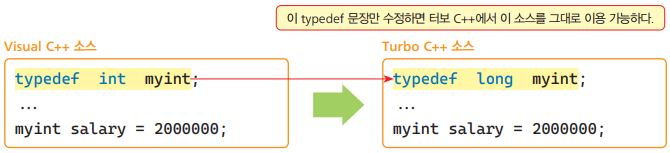 이 typedef 문장만 수정하면 터보 C++에서 이 소스를 그대로 이용 가능하다.
Visual C++ 소스
typedef int myint;
...
myint salary = 2000000;
Turbo C++ 소스
typedef long myint;
...
myint salary = 2000000;